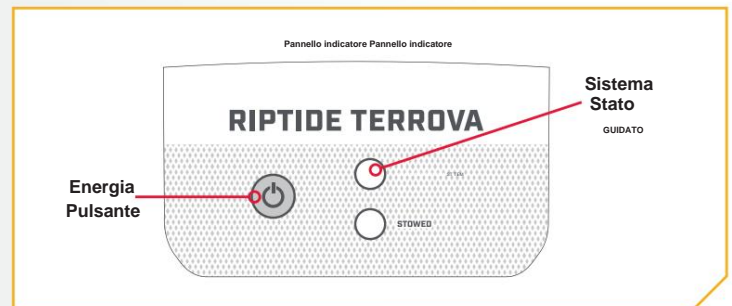 Pannello indicatore Pannello indicatore
RIPTIDE TERROVA
Sistema
Stato
GUIDATO
Energia
Pulsante
STOWED